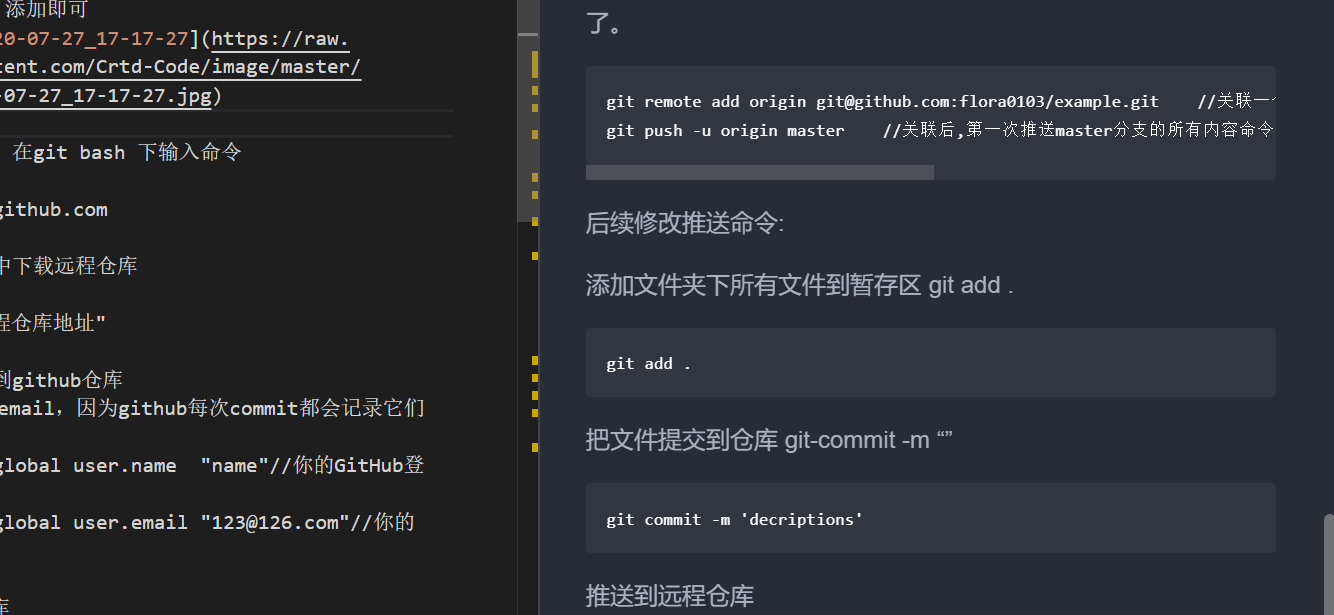 添加即可
20-07-27_17-17-27](https://raw.
tent.com/Crtd-Code/image/master/
-07-27_17-17-27.jpg)
在git bash 下输入命令
github.com
中下载远程仓库
程仓库地址"
到github仓库
email，因为github每次commit都会记录它们
global user.name "name"//你的GitHub登
global user.email "123@126.com"//你的
库
了。
git remote add origin git@github.com:flora0103/example.git //关联一
git push -u origin master //关联后,第一次推送master分支的所有内容命令
后续修改推送命令:
添加文件夹下所有文件到暂存区 git add .
git add .
把文件提交到仓库 git-commit -m “”
git commit -m 'decriptions'
推送到远程仓库